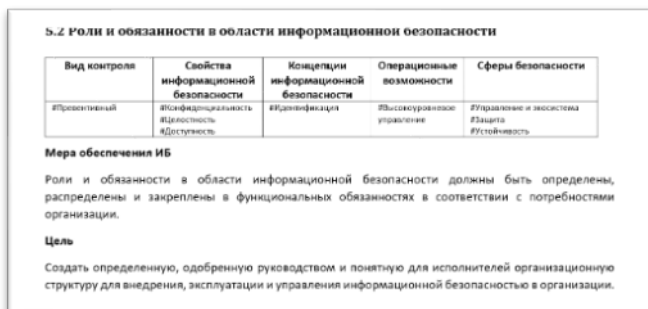 5.2 Роли и обязанности в области информационной безопасности
Вид контроля
Свойства
информационной
безопасности
Концепции
информационной
безопасности
Операционные
возможности
Сферы безопасности
#Превентивный
#Конфиденциальность
#Целостность
#Доступность
#Идентификация
#Высокоуровневое
управление
#Управление и экосистема
#Защита
#Устойчивость
Мера обеспечения ИБ
Роли и обязанности в области информационной безопасности должны быть определены,
распределены и закреплены в функциональных обязанностях в соответствии с потребностями
организации.
Цель
Создать определенную, одобренную руководством и понятную для исполнителей организационную
структуру для внедрения, эксплуатации и управления информационной безопасностью в организации.